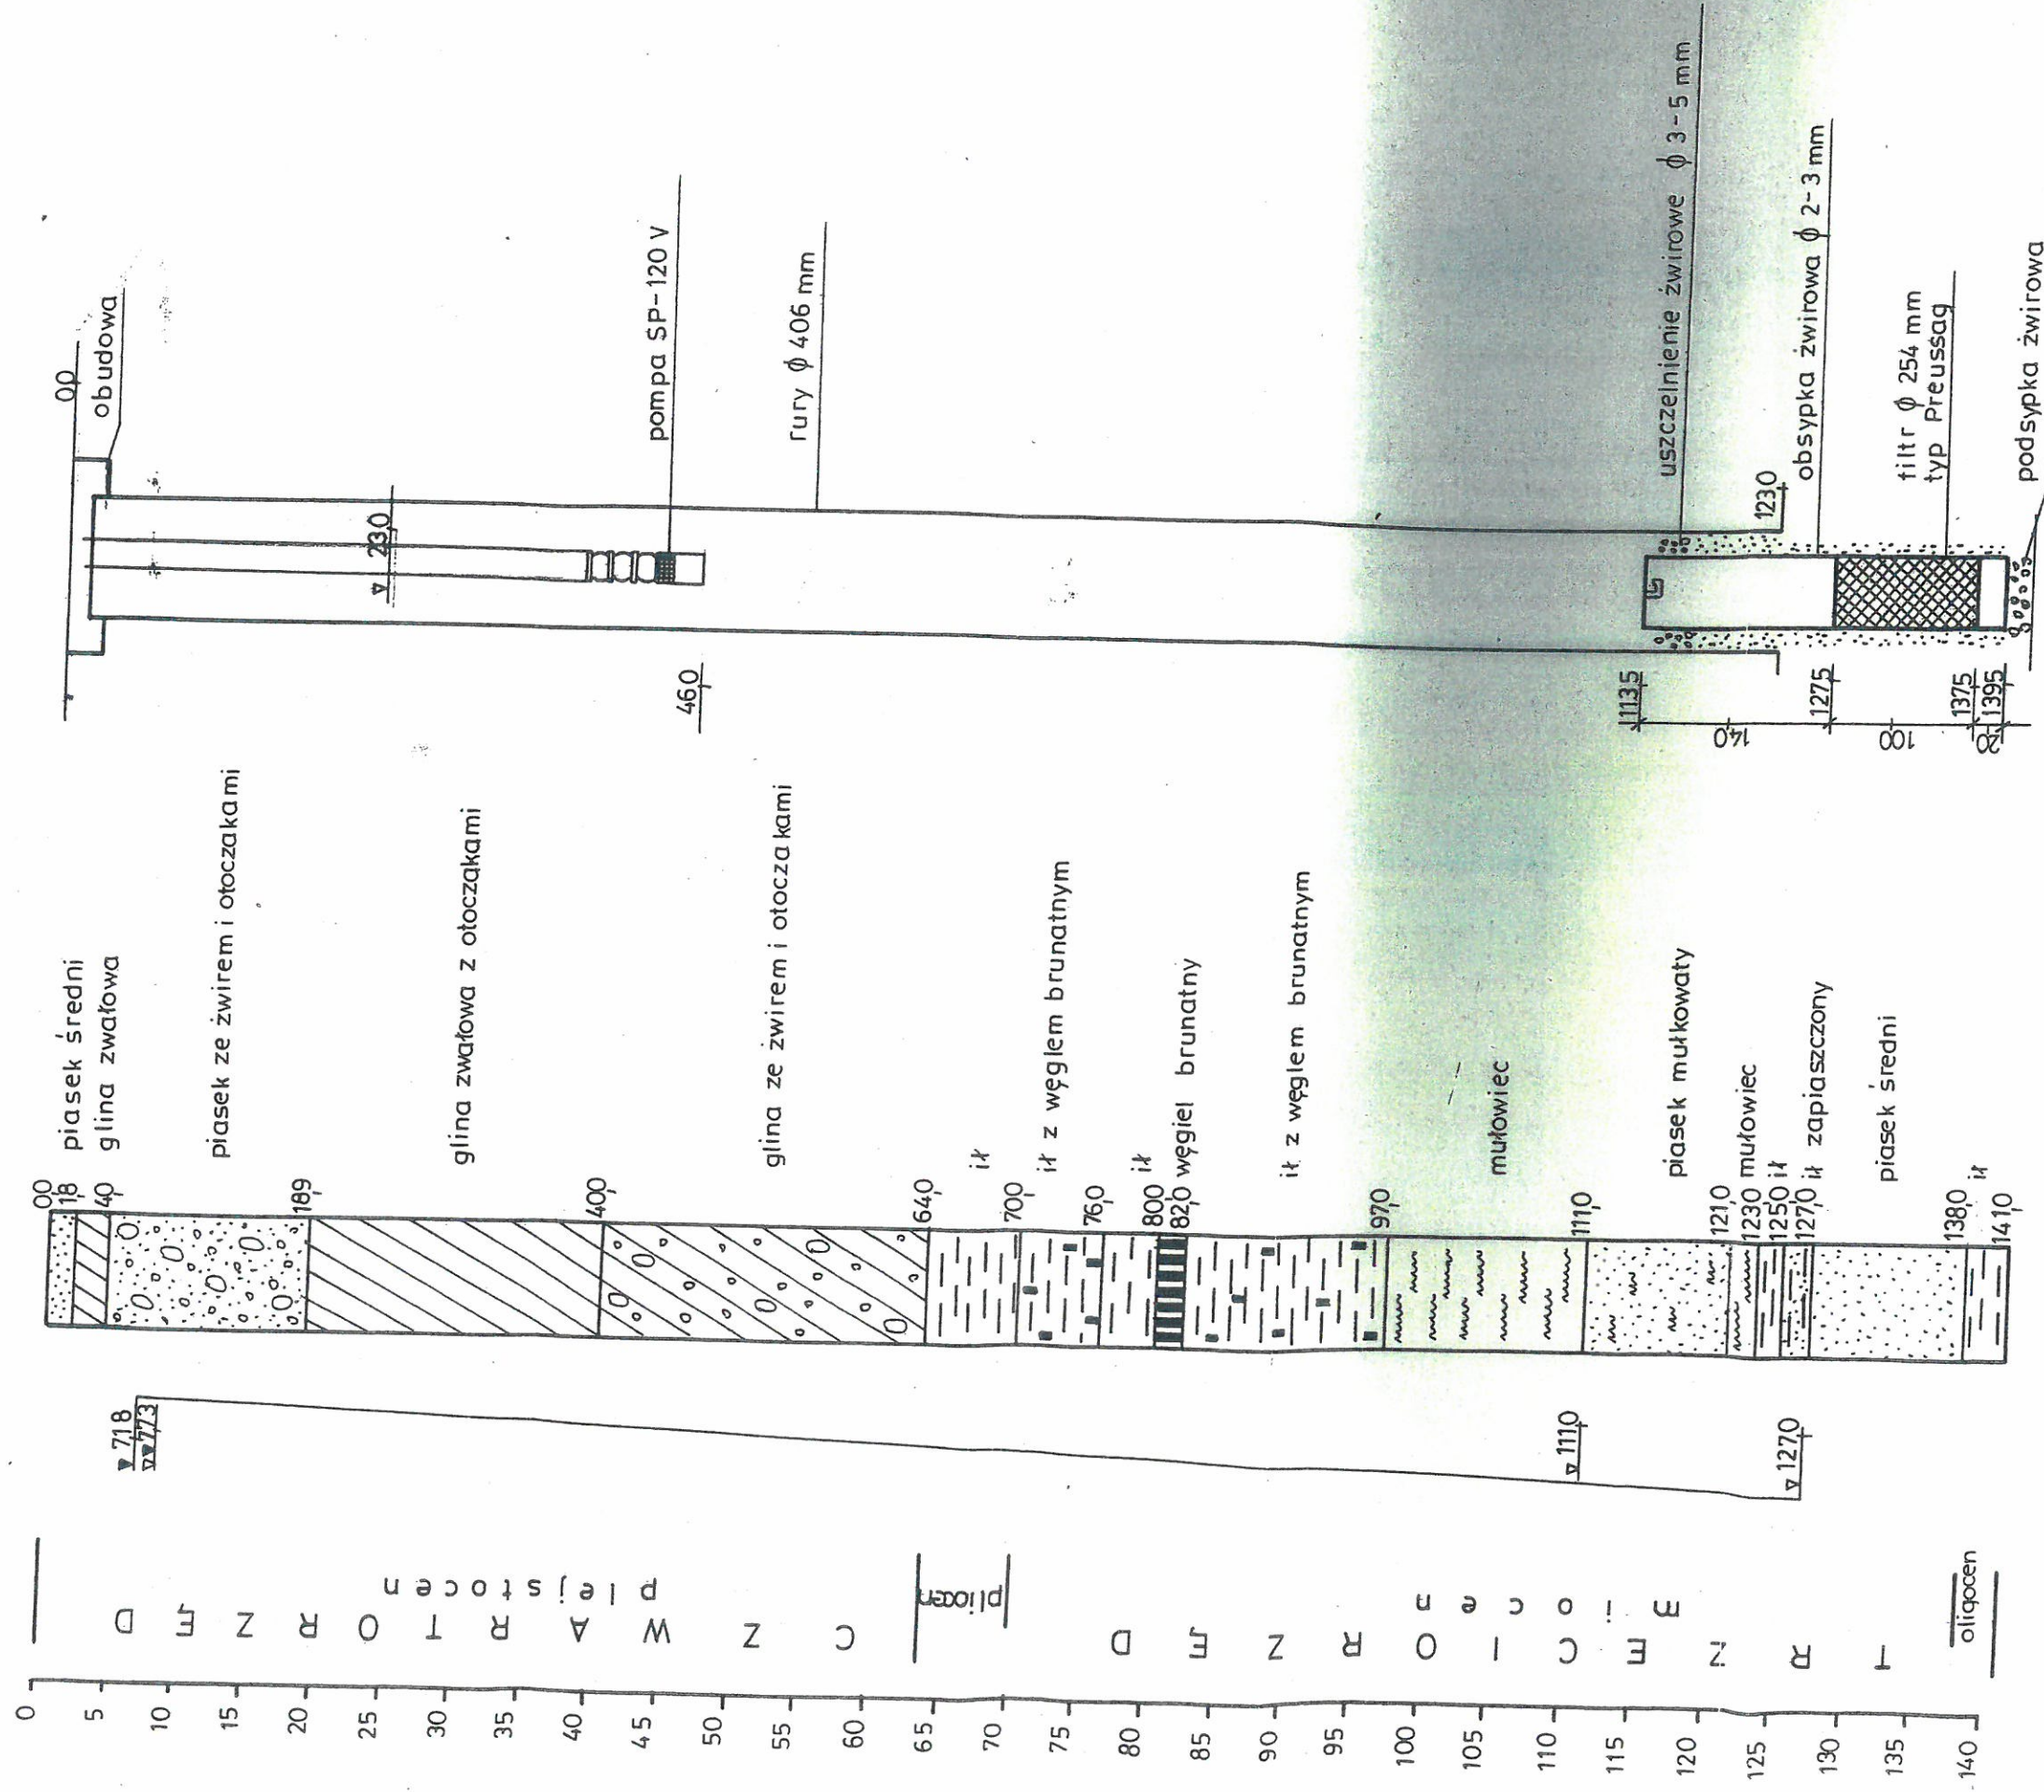 0
5
10
15
20
25
30
35
40
45
50
55
60
65
70
75
80
85
90
95
100
105
110
115
120
125
130
135
140
CZWARTORZĘD
plejstocen
pliocen
TRZECIORZĘD
miocen
oligocen
7,18
7,73
111,0
127,0
0,0
1,8
4,0
18,9
40,0
64,0
70,0
76,0
80,0
82,0
97,0
111,0
121,0
123,0
125,0
127,0
138,0
141,0
piasek średni
glina zwałowa
piasek ze żwirem i otoczakami
glina zwałowa z otoczakami
glina ze żwirem i otoczakami
ił
ił z węglem brunatnym
ił
węgiel brunatny
ił z węglem brunatnym
mułowiec
piasek mułkowaty
mułowiec
ił
ił zapiaszczony
piasek średni
ił
0,0
obudowa
23,0
pompa SP-120 V
46,0
rury ϕ 406 mm
uszczelnienie żwirowe ϕ 3-5 mm
123,0
obsypka żwirowa ϕ 2-3 mm
filtr ϕ 254 mm
typ Preussag
podsypka żwirowa
113,5
14,0
127,5
10,0
137,5
2,0
139,5